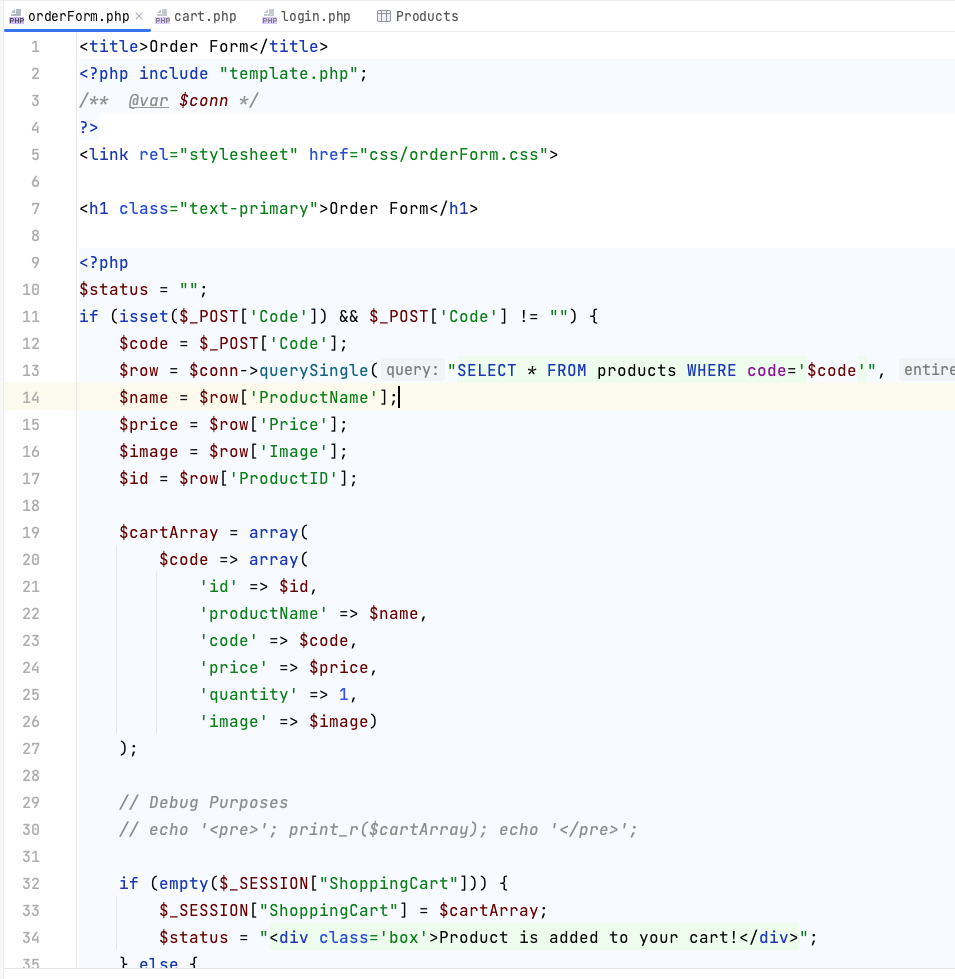 orderForm.php × cart.php login.php Products
1 <title>Order Form</title>
2 <?php include "template.php";
3 /**  @var $conn */
4 ?>
5 <link rel="stylesheet" href="css/orderForm.css">
6
7 <h1 class="text-primary">Order Form</h1>
8
9 <?php
10 $status = "";
11 if (isset($_POST['Code']) && $_POST['Code'] != "") {
12     $code = $_POST['Code'];
13     $row = $conn->querySingle( query: "SELECT * FROM products WHERE code='$code'", entire
14     $name = $row['ProductName'];
15     $price = $row['Price'];
16     $image = $row['Image'];
17     $id = $row['ProductID'];
18
19     $cartArray = array(
20         $code => array(
21             'id' => $id,
22             'productName' => $name,
23             'code' => $code,
24             'price' => $price,
25             'quantity' => 1,
26             'image' => $image)
27     );
28
29     // Debug Purposes
30     // echo '<pre>'; print_r($cartArray); echo '</pre>';
31
32     if (empty($_SESSION["ShoppingCart"])) {
33         $_SESSION["ShoppingCart"] = $cartArray;
34         $status = "<div class='box'>Product is added to your cart!</div>";
35     } else {